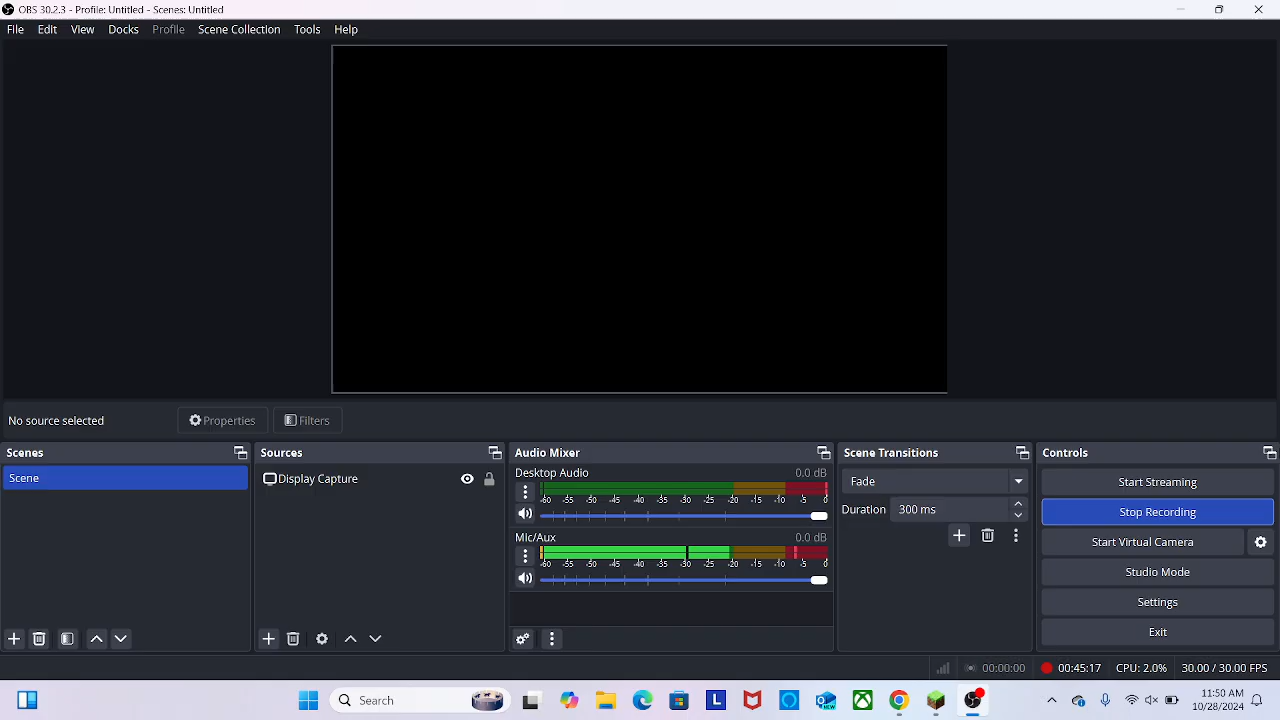 OBS 30.2.3 - Profile: Untitled - Scenes: Untitled
File Edit View Docks Profile Scene Collection Tools Help
No source selected Properties Filters
Scenes Sources Audio Mixer Scene Transitions Controls
Scene
Display Capture
Desktop Audio 0.0 dB
-60 -55 -50 -45 -40 -35 -30 -25 -20 -15 -10 -5 0
Mic/Aux 0.0 dB
-60 -55 -50 -45 -40 -35 -30 -25 -20 -15 -10 -5 0
Fade
Duration 300 ms
Start Streaming
Stop Recording
Start Virtual Camera
Studio Mode
Settings
Exit
00:00:00 00:45:17 CPU: 2.0% 30.00 / 30.00 FPS
Search
NEW
L
11:50 AM
10/28/2024